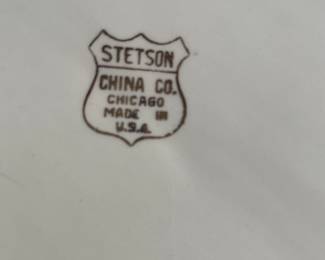 STETSON
CHINA CO.
CHICAGO
MADE IN
U.S.A.